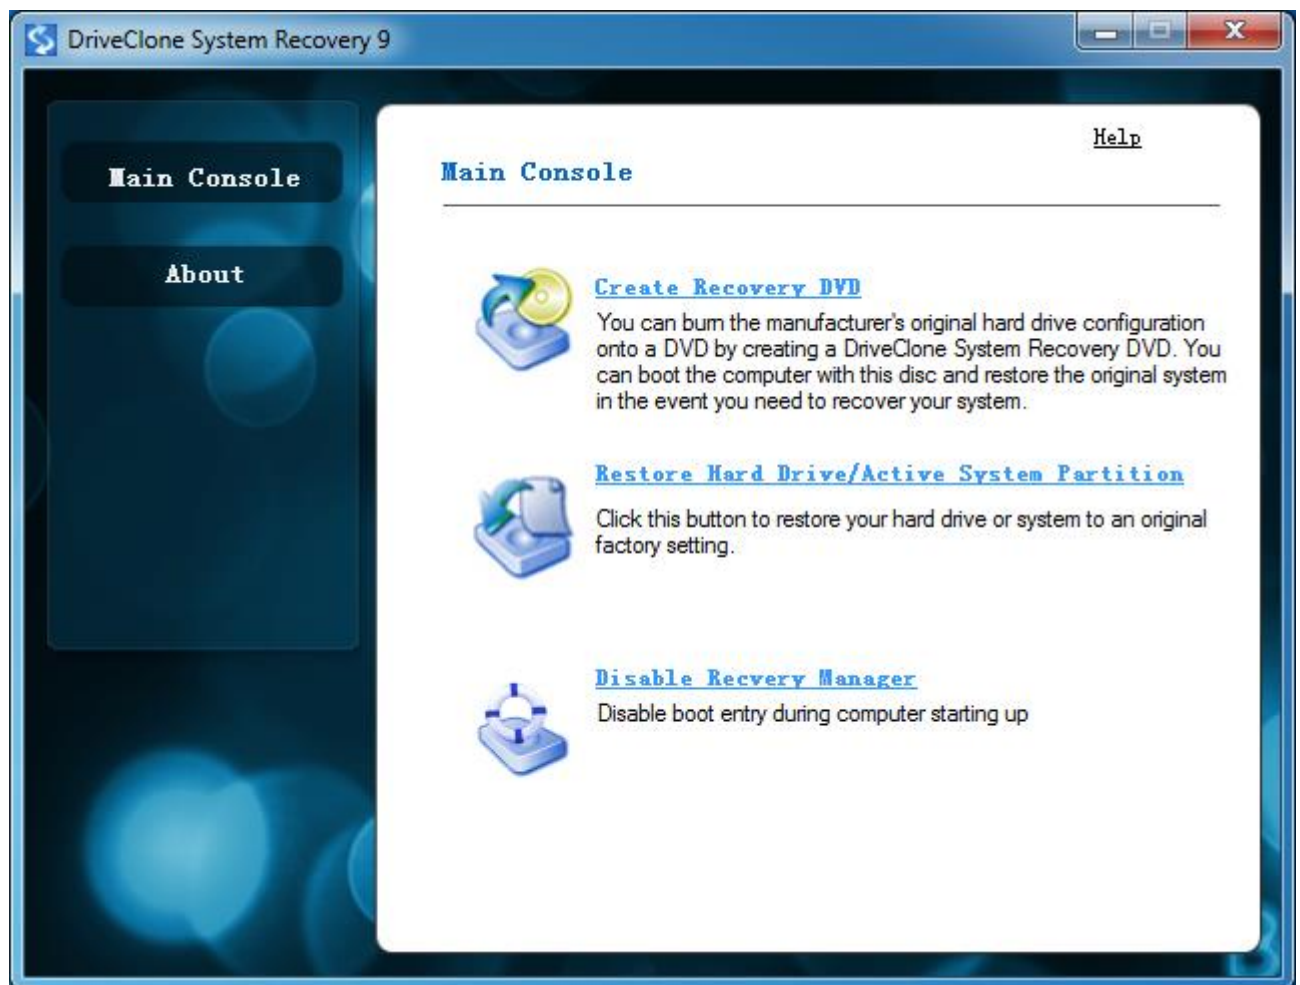 DriveClone System Recovery 9
Main Console
About
Help
Main Console
Create Recovery DVD
You can burn the manufacturer's original hard drive configuration
onto a DVD by creating a DriveClone System Recovery DVD. You
can boot the computer with this disc and restore the original system
in the event you need to recover your system.
Restore Hard Drive/Active System Partition
Click this button to restore your hard drive or system to an original
factory setting.
Disable Recvery Manager
Disable boot entry during computer starting up